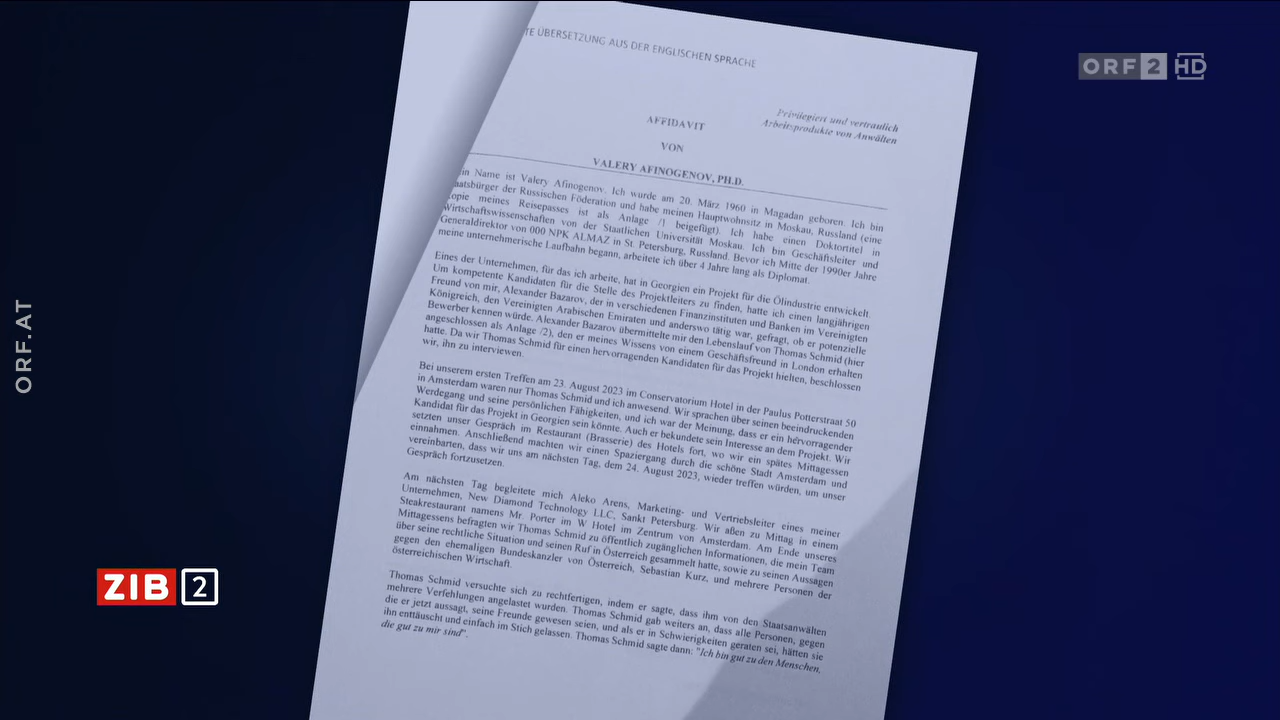 TE ÜBERSETZUNG AUS DER ENGLISCHEN SPRACHE
ORF 2 HD
Privilegiert und vertraulich
Arbeitsprodukte von Anwälten
AFFIDAVIT
VON
VALERY AFINOGENOV, PH.D.
in Name ist Valery Afinogenov. Ich wurde am 20. März 1960 in Magadan geboren. Ich bin
aatsbürger der Russischen Föderation und habe meinen Hauptwohnsitz in Moskau, Russland (eine
opie meines Reisepasses ist als Anlage /1 beigefügt). Ich habe einen Doktortitel in
Wirtschaftswissenschaften von der Staatlichen Universität Moskau. Ich bin Geschäftsleiter und
Generaldirektor von 000 NPK ALMAZ in St. Petersburg, Russland. Bevor ich Mitte der 1990er Jahre
meine unternehmerische Laufbahn begann, arbeitete ich über 4 Jahre lang als Diplomat.
Eines der Unternehmen, für das ich arbeite, hat in Georgien ein Projekt für die Ölindustrie entwickelt.
Um kompetente Kandidaten für die Stelle des Projektleiters zu finden, hatte ich einen langjährigen
Freund von mir, Alexander Bazarov, der in verschiedenen Finanzinstituten und Banken im Vereinigten
Königreich, den Vereinigten Arabischen Emiraten und anderswo tätig war, gefragt, ob er potenzielle
Bewerber kennen würde. Alexander Bazarov übermittelte mir den Lebenslauf von Thomas Schmid (hier
angeschlossen als Anlage /2), den er meines Wissens von einem Geschäftsfreund in London erhalten
hatte. Da wir Thomas Schmid für einen hervorragenden Kandidaten für das Projekt hielten, beschlossen
wir, ihn zu interviewen.
Bei unserem ersten Treffen am 23. August 2023 im Conservatorium Hotel in der Paulus Potterstraat 50
in Amsterdam waren nur Thomas Schmid und ich anwesend. Wir sprachen über seinen beeindruckenden
Werdegang und seine persönlichen Fähigkeiten, und ich war der Meinung, dass er ein hervorragender
Kandidat für das Projekt in Georgien sein könnte. Auch er bekundete sein Interesse an dem Projekt. Wir
setzten unser Gespräch im Restaurant (Brasserie) des Hotels fort, wo wir ein spätes Mittagessen
einnahmen. Anschließend machten wir einen Spaziergang durch die schöne Stadt Amsterdam und
vereinbarten, dass wir uns am nächsten Tag, dem 24. August 2023, wieder treffen würden, um unser
Gespräch fortzusetzen.
Am nächsten Tag begleitete mich Aleko Arens, Marketing- und Vertriebsleiter eines meiner
Unternehmen, New Diamond Technology LLC, Sankt Petersburg. Wir aßen zu Mittag in einem
Steakrestaurant namens Mr. Porter im W Hotel im Zentrum von Amsterdam. Am Ende unseres
Mittagessens befragten wir Thomas Schmid zu öffentlich zugänglichen Informationen, die mein Team
über seine rechtliche Situation und seinen Ruf in Österreich gesammelt hatte, sowie zu seinen Aussagen
gegen den ehemaligen Bundeskanzler von Österreich, Sebastian Kurz, und mehrere Personen der
österreichischen Wirtschaft.
Thomas Schmid versuchte sich zu rechtfertigen, indem er sagte, dass ihm von den Staatsanwälten
mehrere Verfehlungen angelastet wurden. Thomas Schmid gab weiters an, dass alle Personen, gegen
die er jetzt aussagt, seine Freunde gewesen seien, und als er in Schwierigkeiten geraten sei, hätten sie
ihn enttäuscht und einfach im Stich gelassen. Thomas Schmid sagte dann: "Ich bin gut zu den Menschen,
die gut zu mir sind".
ORF.AT
ZIB 2